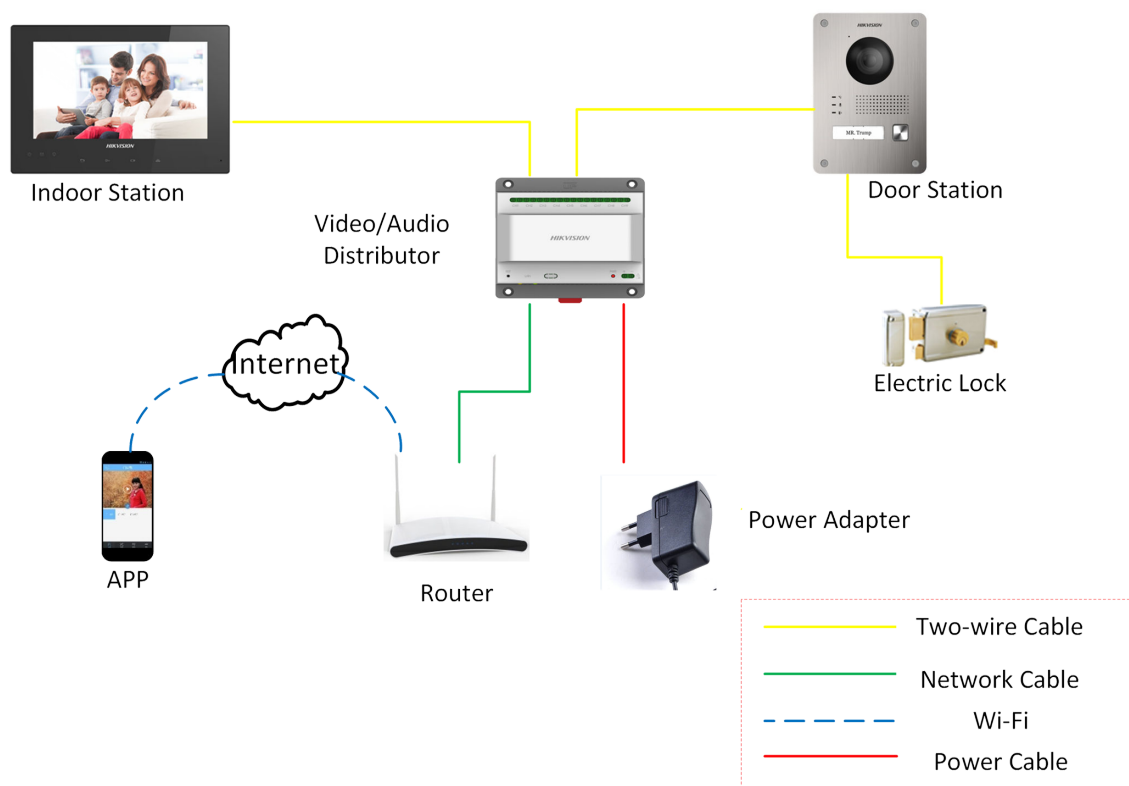 HIKVISION
Indoor Station
HIKVISION
MR. Trump
Door Station
Video/Audio
Distributor
HIKVISION
Electric Lock
Internet
APP
Router
Power Adapter
Two-wire Cable
Network Cable
Wi-Fi
Power Cable